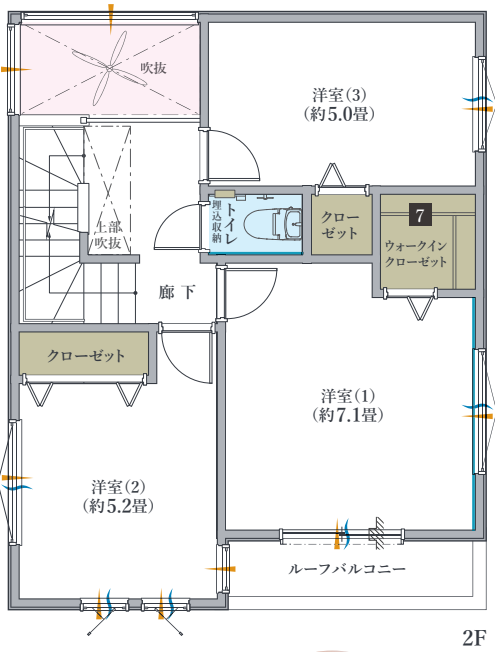 吹抜
洋室(3)
(約5.0畳)
上部
吹抜
トイレ
埋込収納
クロー
ゼット
7
ウォークイン
クローゼット
廊下
クローゼット
洋室(1)
(約7.1畳)
洋室(2)
(約5.2畳)
ルーフバルコニー
2F